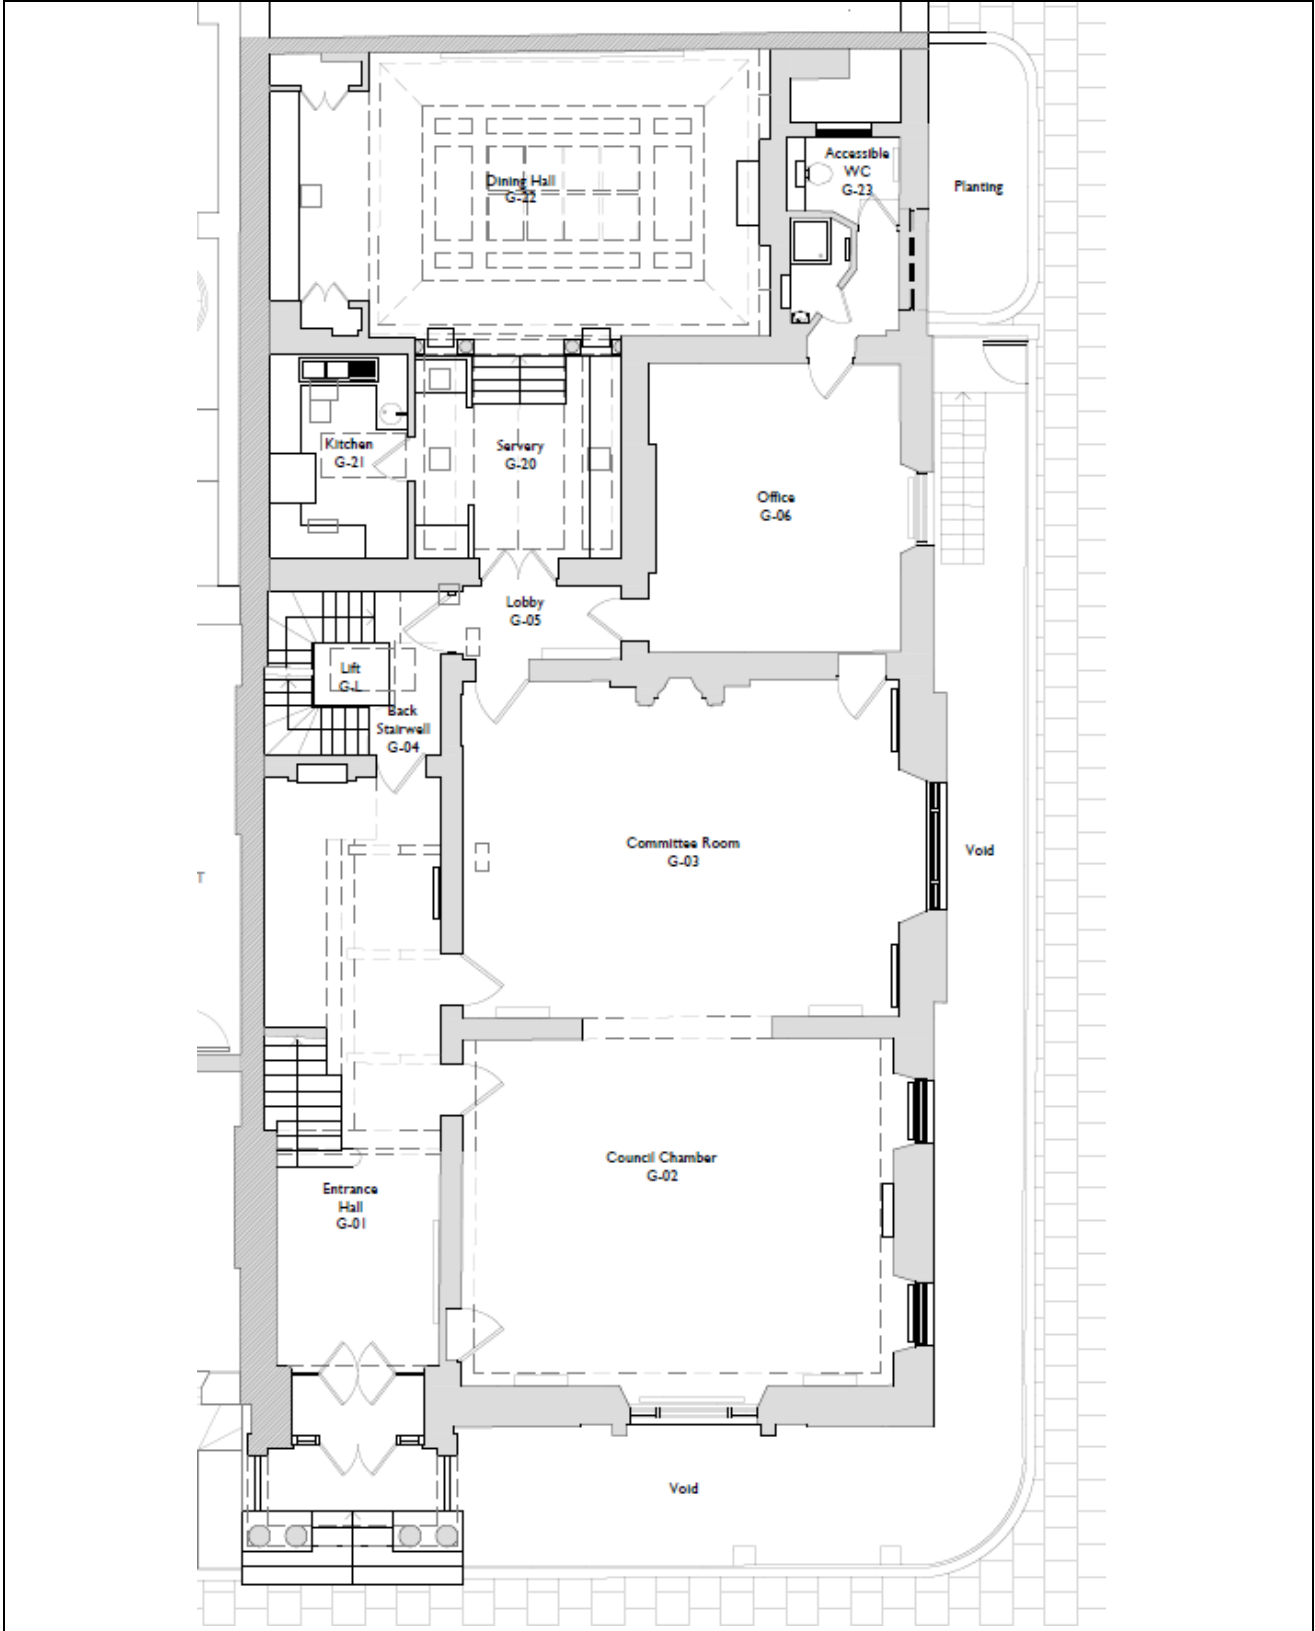 Accessible
WC
G-23
Planting
Dining Hall
G-22
Kitchen
G-21
Servery
G-20
Office
G-06
Lobby
G-05
Lift
G-L
Back
Stairwell
G-04
Committee Room
G-03
Void
T
Council Chamber
G-02
Entrance
Hall
G-01
Void